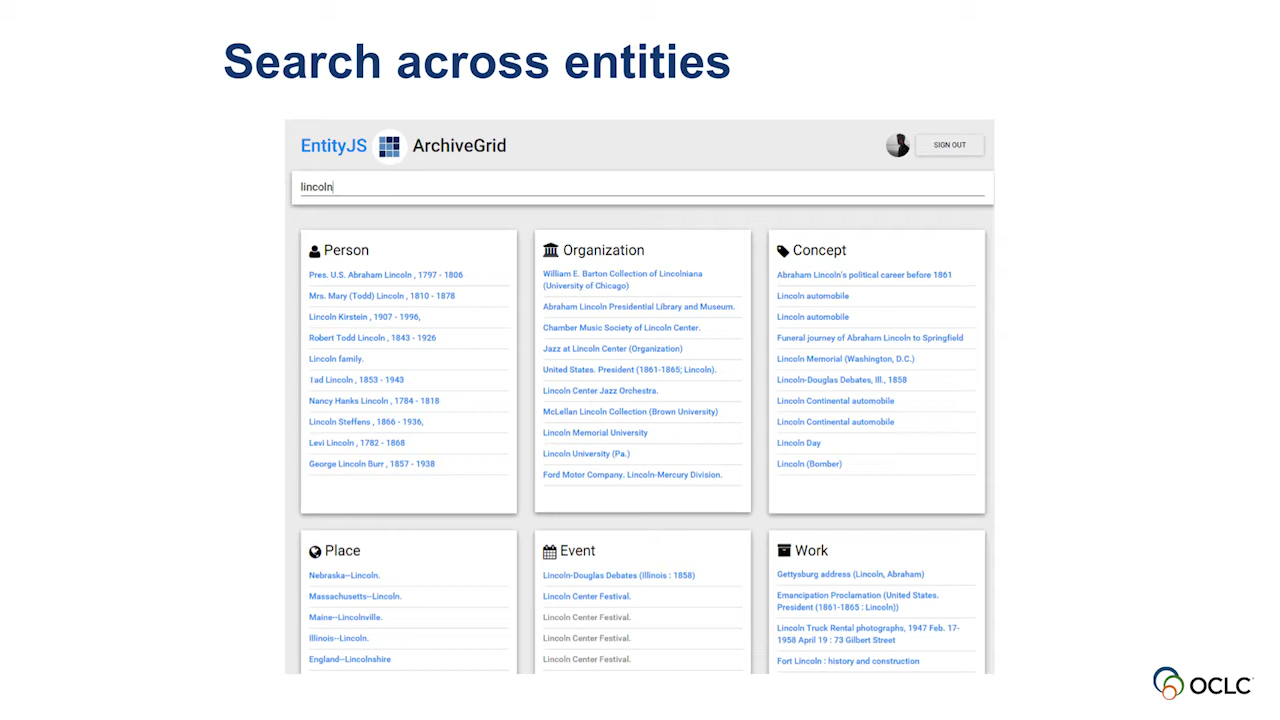 Search across entities
EntityJS ArchiveGrid
SIGN OUT
lincoln
Person
Pres. U.S. Abraham Lincoln , 1797 - 1806
Mrs. Mary (Todd) Lincoln , 1810 - 1878
Lincoln Kirstein , 1907 - 1996,
Robert Todd Lincoln , 1843 - 1926
Lincoln family.
Tad Lincoln , 1853 - 1943
Nancy Hanks Lincoln , 1784 - 1818
Lincoln Steffens , 1866 - 1936,
Levi Lincoln , 1782 - 1868
George Lincoln Burr , 1857 - 1938
Organization
William E. Barton Collection of Lincolniana
(University of Chicago)
Abraham Lincoln Presidential Library and Museum.
Chamber Music Society of Lincoln Center.
Jazz at Lincoln Center (Organization)
United States. President (1861-1865; Lincoln).
Lincoln Center Jazz Orchestra.
McLellan Lincoln Collection (Brown University)
Lincoln Memorial University
Lincoln University (Pa.)
Ford Motor Company. Lincoln-Mercury Division.
Concept
Abraham Lincoln's political career before 1861
Lincoln automobile
Lincoln automobile
Funeral journey of Abraham Lincoln to Springfield
Lincoln Memorial (Washington, D.C.)
Lincoln-Douglas Debates, Ill., 1858
Lincoln Continental automobile
Lincoln Continental automobile
Lincoln Day
Lincoln (Bomber)
Place
Nebraska--Lincoln.
Massachusetts--Lincoln.
Maine--Lincolnville.
Illinois--Lincoln.
England--Lincolnshire
Event
Lincoln-Douglas Debates (Illinois : 1858)
Lincoln Center Festival.
Lincoln Center Festival.
Lincoln Center Festival.
Lincoln Center Festival.
Work
Gettysburg address (Lincoln, Abraham)
Emancipation Proclamation (United States.
President (1861-1865 : Lincoln))
Lincoln Truck Rental photographs, 1947 Feb. 17-
1958 April 19 : 73 Gilbert Street
Fort Lincoln : history and construction
OCLC